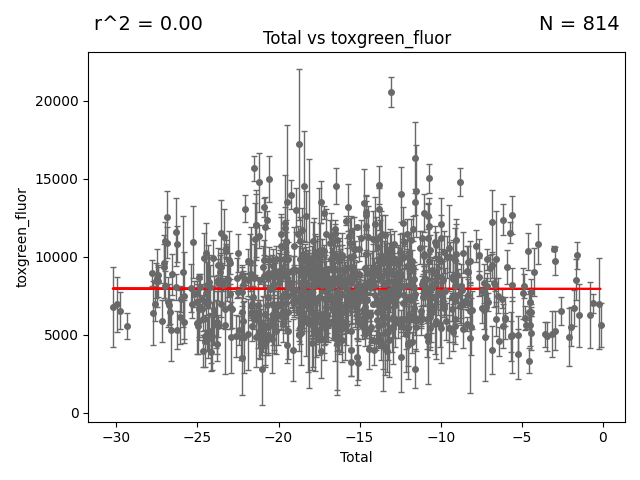 r^2 = 0.00
N = 814
Total vs toxgreen_fluor
toxgreen_fluor
20000
15000
10000
5000
0
−30
−25
−20
−15
−10
−5
0
Total